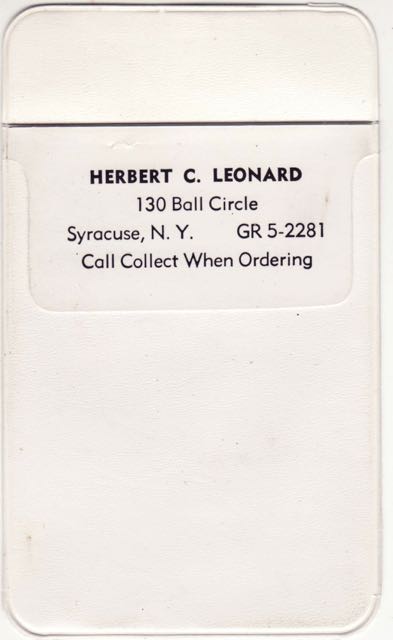 HERBERT C. LEONARD
130 Ball Circle
Syracuse, N. Y. GR 5-2281
Call Collect When Ordering